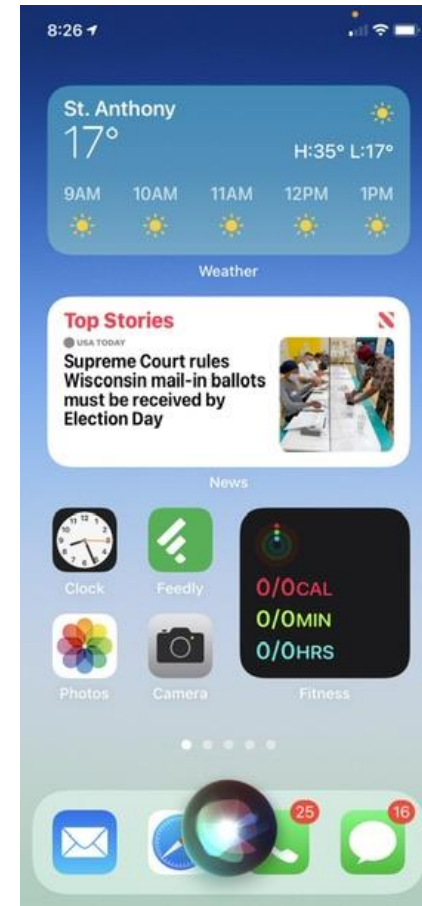 8:26
St. Anthony
17°
H:35° L:17°
9AM 10AM 11AM 12PM 1PM
Weather
Top Stories
USA TODAY
Supreme Court rules
Wisconsin mail-in ballots
must be received by
Election Day
News
Clock
Feedly
0/0CAL
0/0MIN
0/0HRS
Photos
Camera
Fitness
25
16